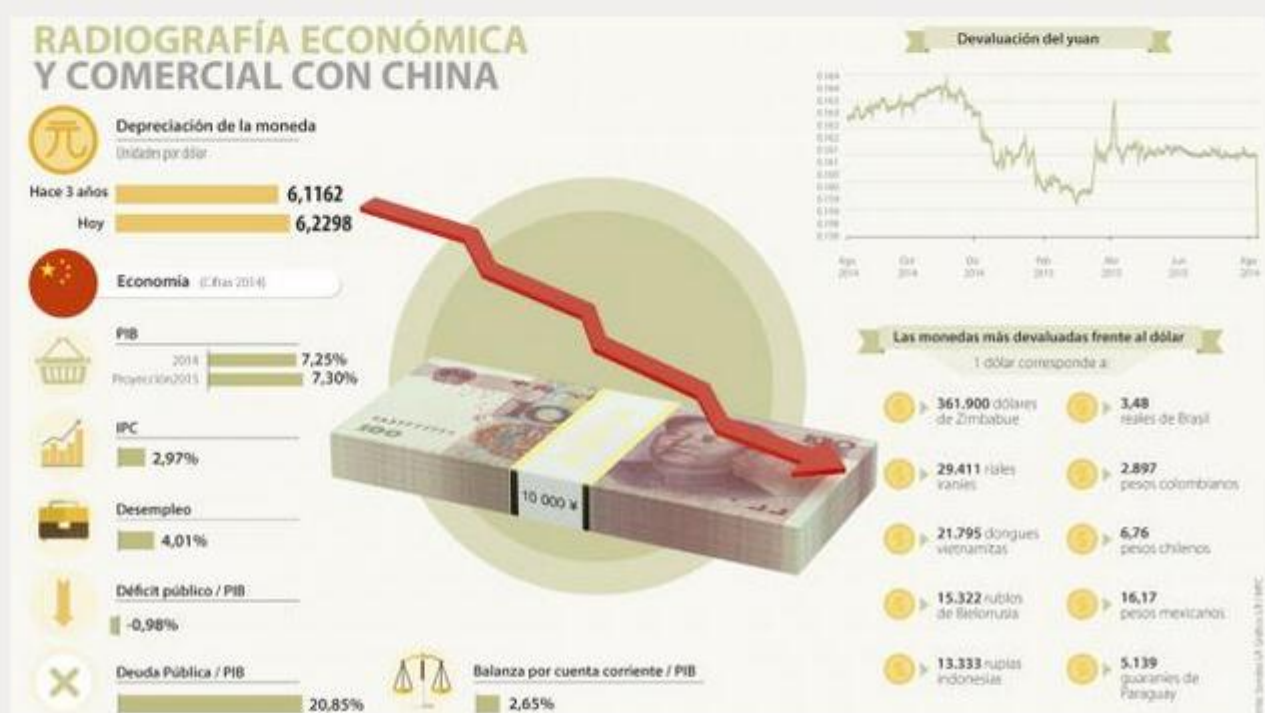 RADIOGRAFÍA ECONÓMICA
Y COMERCIAL CON CHINA
Depreciación de la moneda
Unidades por dólar
Hace 3 años 6,1162
Hoy 6,2298
Economía (Cifras 2014)
PIB
2014 7,25%
Proyección2015 7,30%
IPC
2,97%
Desempleo
4,01%
Déficit público / PIB
-0,98%
Deuda Pública / PIB
20,85%
Balanza por cuenta corriente / PIB
2,65%
100
10 000 ¥
Devaluación del yuan
Las monedas más devaluadas frente al dólar
1 dólar corresponde a:
361.900 dólares
de Zimbabue
29.411 riales
iraníes
21.795 dongues
vietnamitas
15.322 rublos
de Bielorrusia
13.333 rupias
indonesias
3,48
reales de Brasil
2.897
pesos colombianos
6,76
pesos chilenos
16,17
pesos mexicanos
5.139
guaraníes de
Paraguay